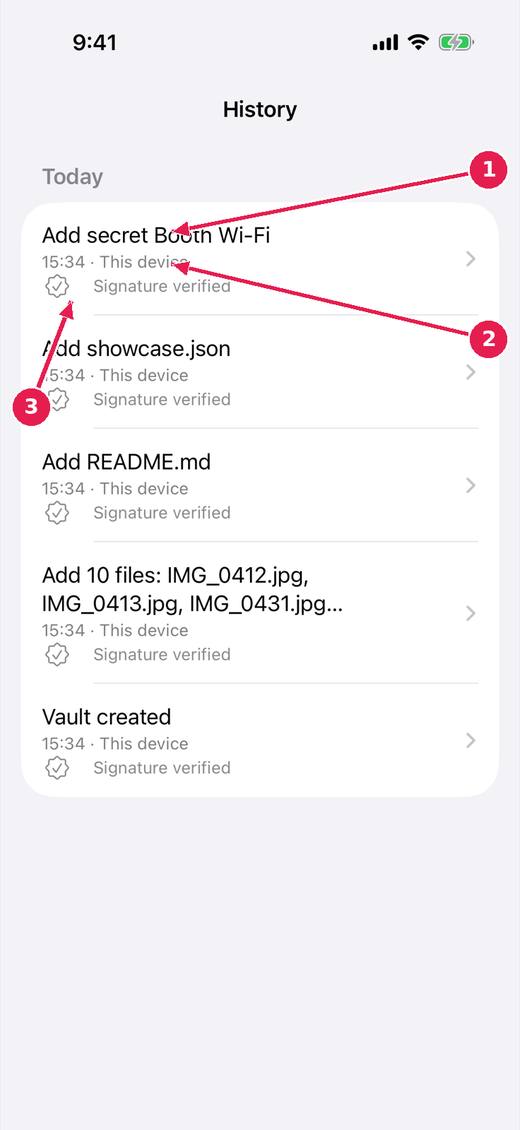 9:41
History
Today
1
Add secret Booth Wi-Fi
15:34 · This device
Signature verified
2
Add showcase.json
15:34 · This device
Signature verified
3
Add README.md
15:34 · This device
Signature verified
Add 10 files: IMG_0412.jpg,
IMG_0413.jpg, IMG_0431.jpg...
15:34 · This device
Signature verified
Vault created
15:34 · This device
Signature verified